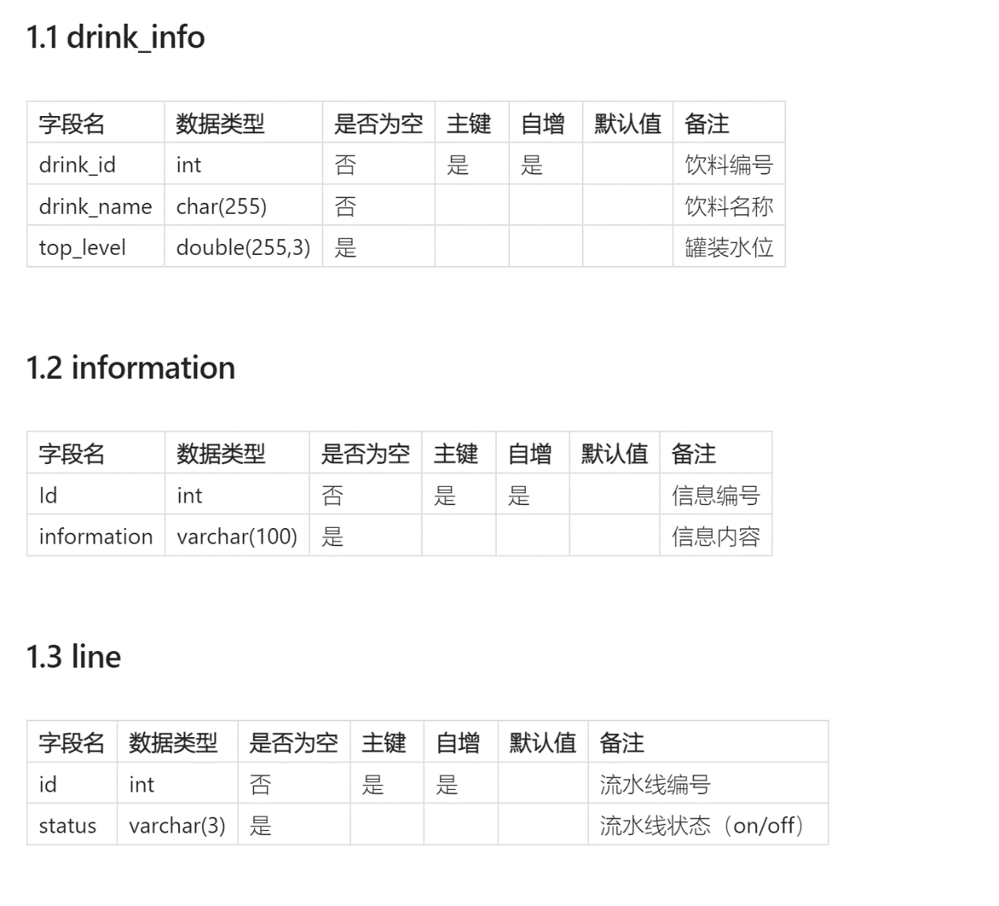 1.1 drink_info
字段名 数据类型 是否为空 主键 自增 默认值 备注
drink_id int 否 是 是 饮料编号
drink_name char(255) 否 饮料名称
top_level double(255,3) 是 罐装水位
1.2 information
字段名 数据类型 是否为空 主键 自增 默认值 备注
Id int 否 是 是 信息编号
information varchar(100) 是 信息内容
1.3 line
字段名 数据类型 是否为空 主键 自增 默认值 备注
id int 否 是 是 流水线编号
status varchar(3) 是 流水线状态（on/off）